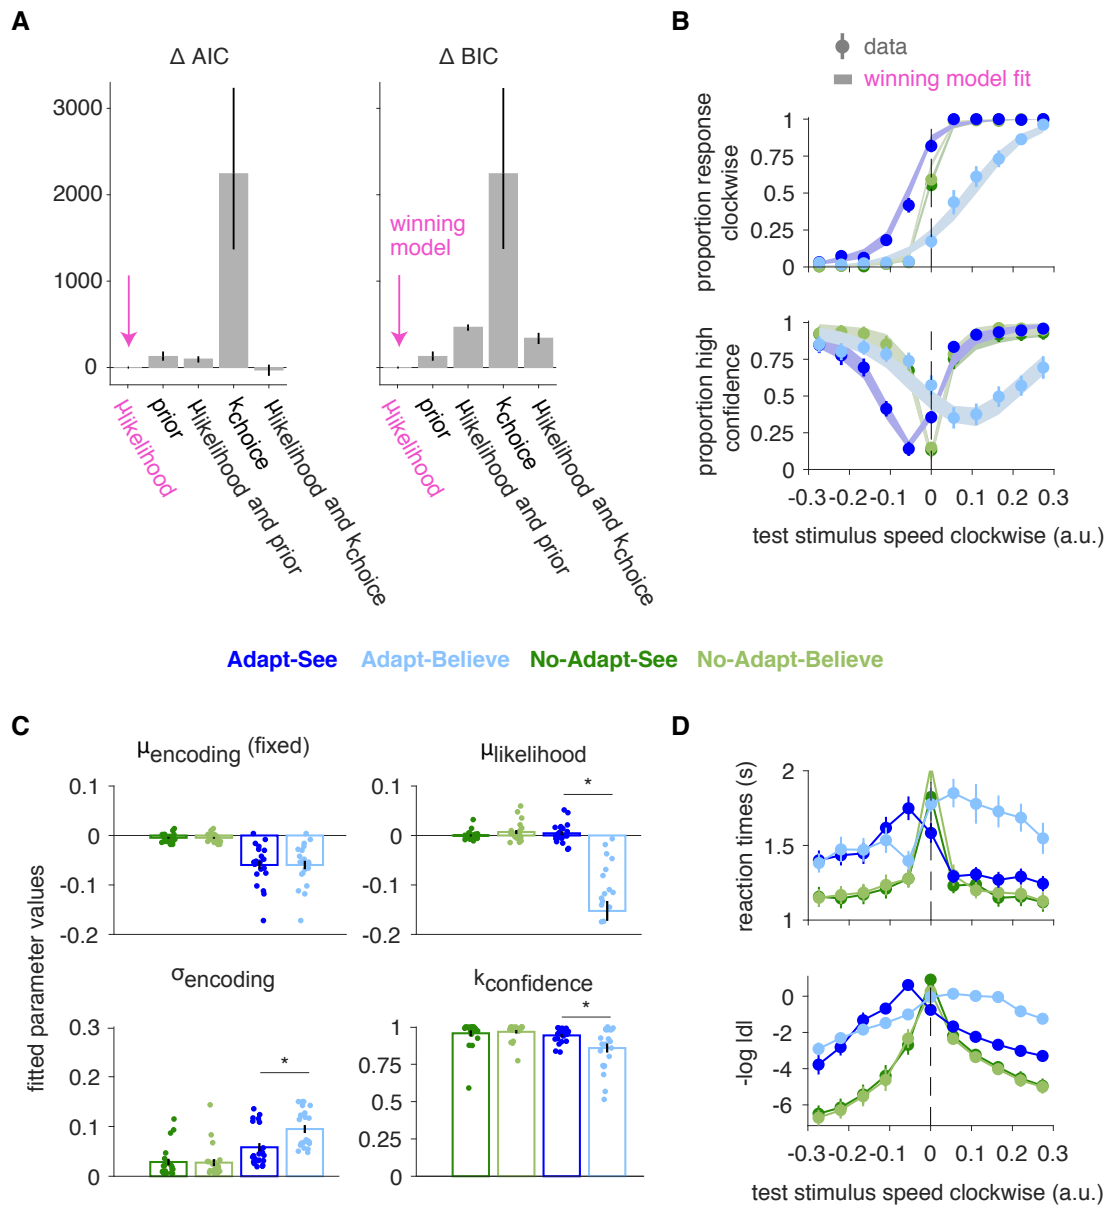 A
Δ AIC
Δ BIC
3000
2000
1000
0
winning
model
μlikelihood
prior
μlikelihood and prior
kchoice
μlikelihood and kchoice
μlikelihood
prior
μlikelihood and prior
kchoice
μlikelihood and kchoice
B
data
winning model fit
proportion response
clockwise
1
0.75
0.5
0.25
0
proportion high
confidence
1
0.75
0.5
0.25
0
-0.3 -0.2 -0.1 0 0.1 0.2 0.3
test stimulus speed clockwise (a.u.)
Adapt-See Adapt-Believe No-Adapt-See No-Adapt-Believe
C
fitted parameter values
μencoding (fixed)
0.1
0
-0.1
-0.2
μlikelihood
0.1
0
-0.1
-0.2
*
σencoding
0.3
0.2
0.1
0
*
kconfidence
1
0.75
0.5
0.25
0
*
D
reaction times (s)
2
1.5
1
-log |d|
0
-2
-4
-6
-0.3 -0.2 -0.1 0 0.1 0.2 0.3
test stimulus speed clockwise (a.u.)